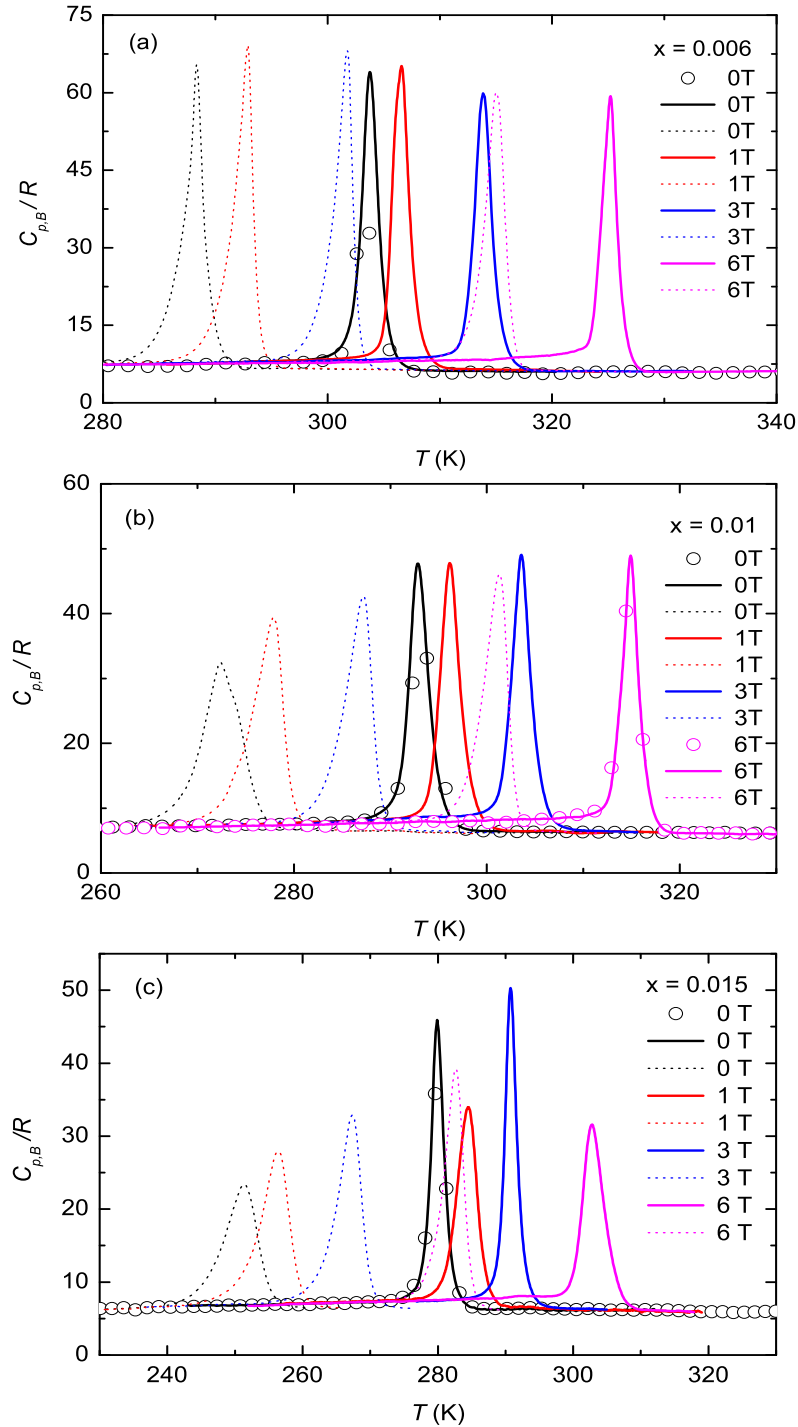 75
(a)
x = 0.006
0T
60
0T
0T
1T
45
1T
C_{p,B} / R
3T
30
3T
6T
6T
15
0
280 300 320 340
T (K)
60
(b)
x = 0.01
0T
0T
40
0T
1T
C_{p,B} / R
1T
3T
3T
20
6T
6T
6T
0
260 280 300 320
T (K)
50
(c)
x = 0.015
0 T
40
0 T
0 T
1 T
30
1 T
C_{p,B} /R
3 T
3 T
20
6 T
6 T
10
0
240 260 280 300 320
T (K)